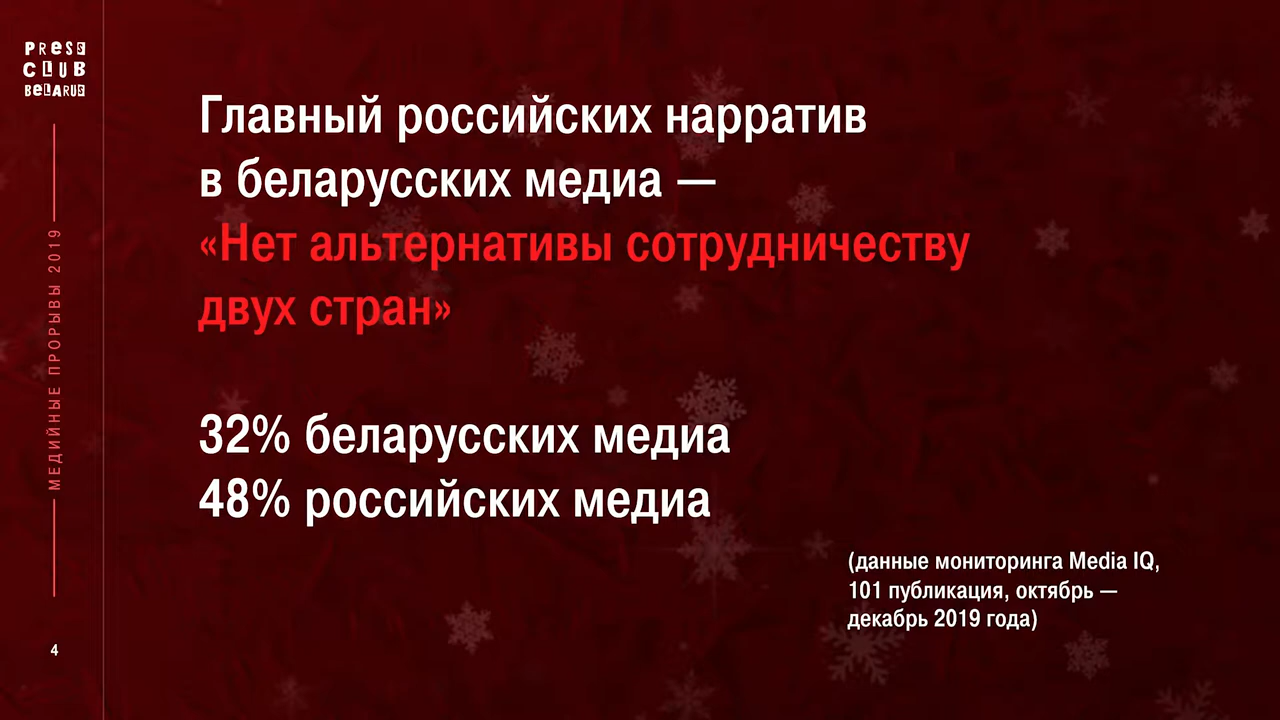 PRESS
CLUB
BELARUS
МЕДИЙНЫЕ ПРОРЫВЫ 2019
4
Главный российских нарратив
в беларусских медиа —
«Нет альтернативы сотрудничеству
двух стран»
32% беларусских медиа
48% российских медиа
(данные мониторинга Media IQ,
101 публикация, октябрь —
декабрь 2019 года)